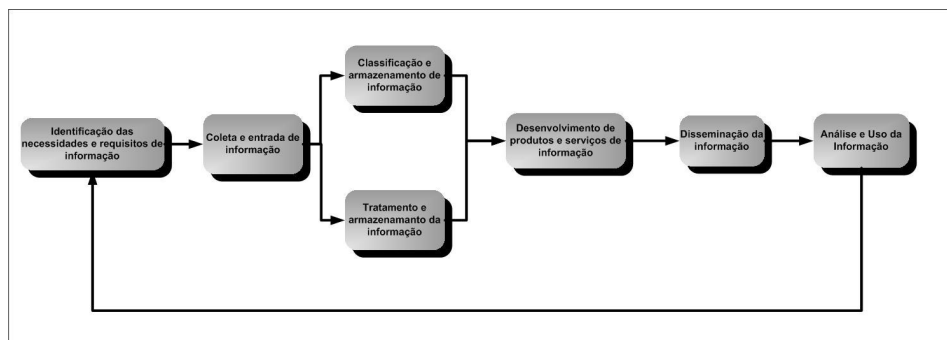 Identificação das
necessidades e requisitos de
informação
Coleta e entrada de
informação
Classificação e
armazenamento de
informação
Tratamento e
armazenamanto da
informação
Desenvolvimento de
produtos e serviços de
informação
Disseminação da
informação
Análise e Uso da
Informação